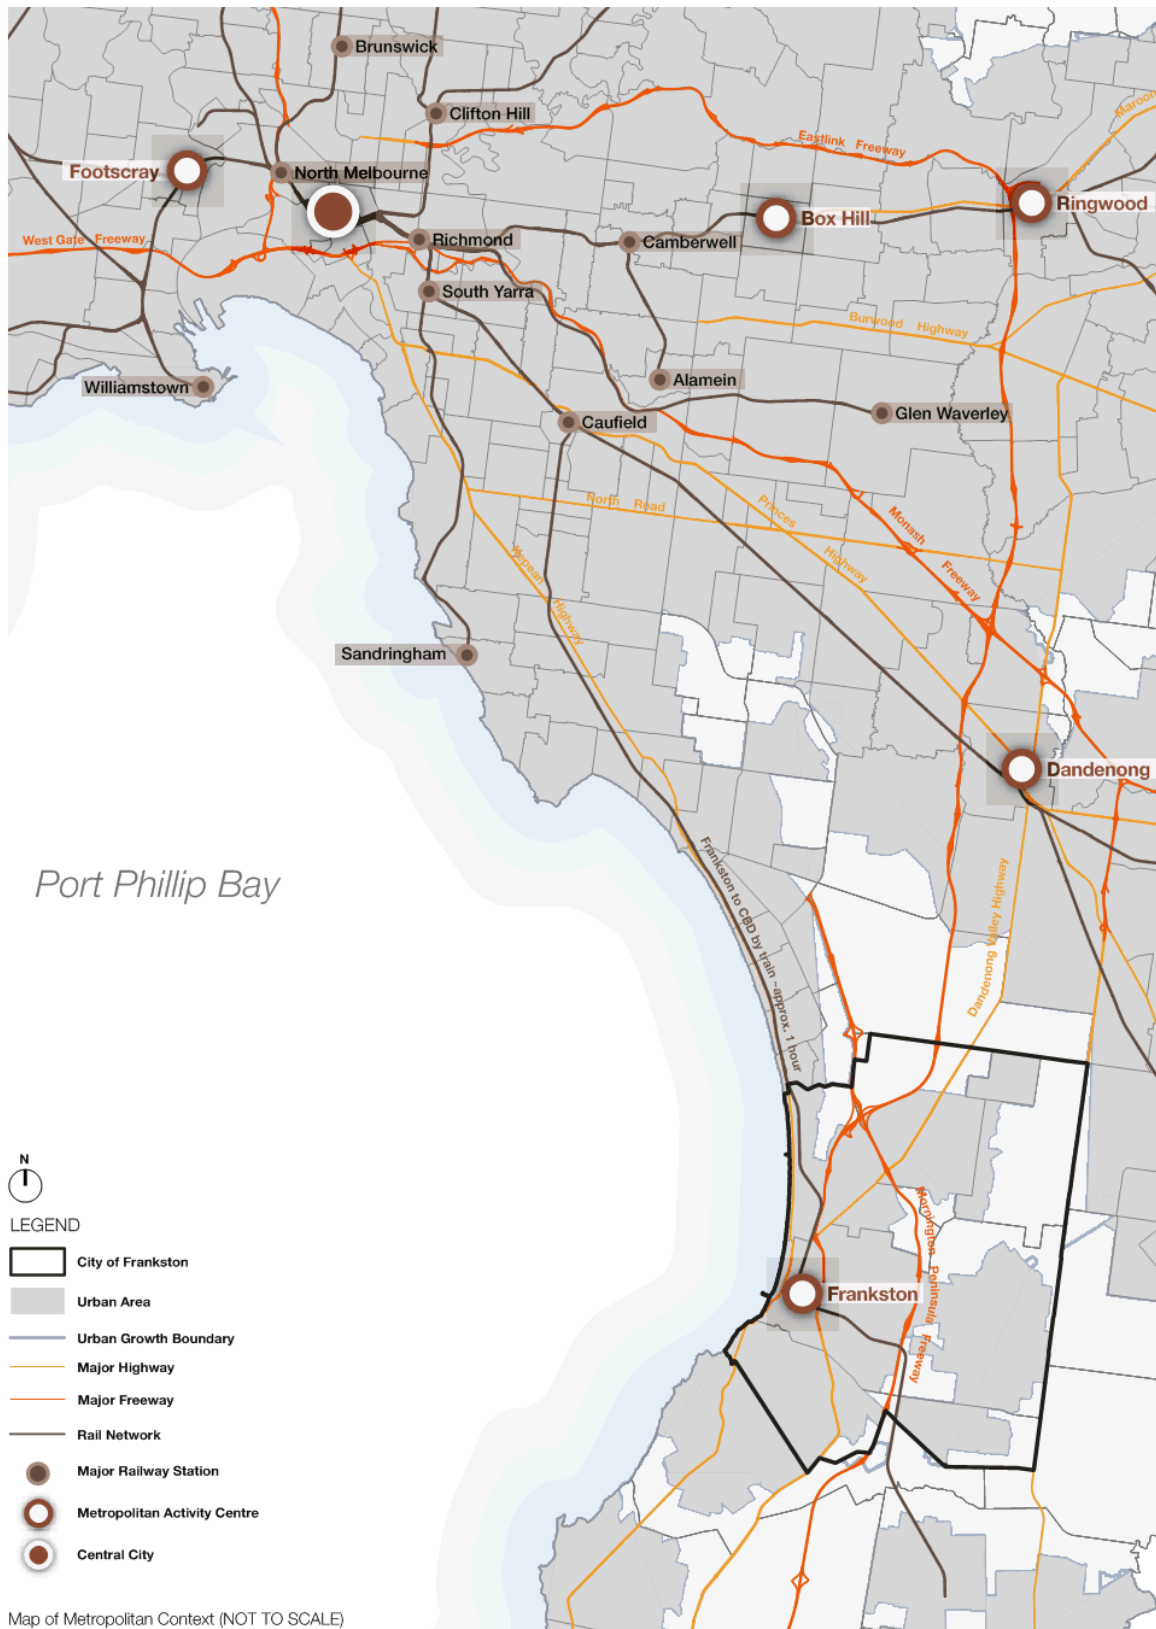 Brunswick
Clifton Hill
Maroon
Eastlink Freeway
Footscray
North Melbourne
Box Hill
Ringwood
West Gate Freeway
Richmond
Camberwell
South Yarra
Burwood Highway
Williamstown
Alamein
Glen Waverley
Caufield
North Road
Princes Highway
Monash Freeway
Nepean Highway
Sandringham
Dandenong
Port Phillip Bay
Frankston to CBD by train ~approx. 1 hour
Dandenong Valley Highway
Mornington Peninsula Freeway
Frankston
N
LEGEND
City of Frankston
Urban Area
Urban Growth Boundary
Major Highway
Major Freeway
Rail Network
Major Railway Station
Metropolitan Activity Centre
Central City
Map of Metropolitan Context (NOT TO SCALE)